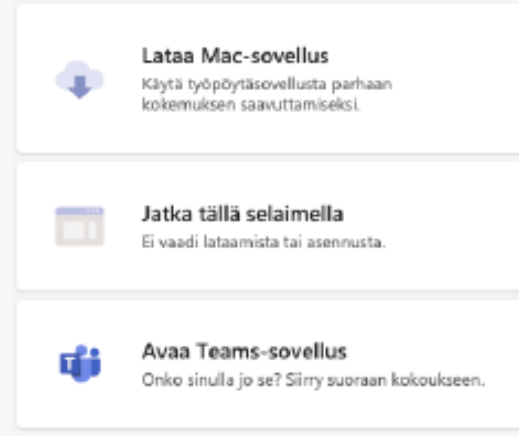 Lataa Mac-sovellus
Käytä työpöytäsovellusta parhaan
kokemuksen saavuttamiseksi.
Jatka tällä selaimella
Ei vaadi lataamista tai asennusta.
Avaa Teams-sovellus
Onko sinulla jo se? Siirry suoraan kokoukseen.